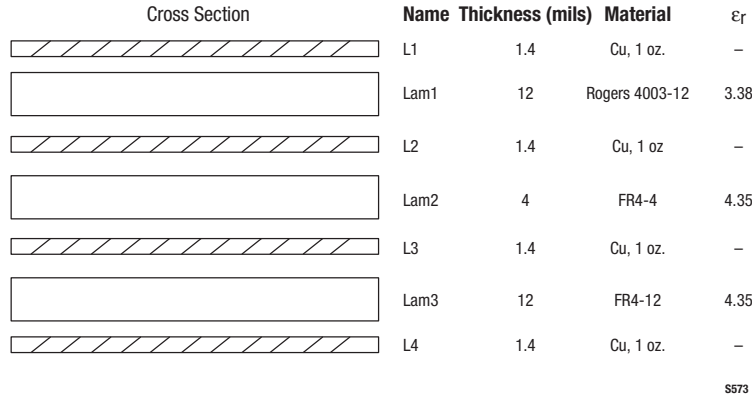 Cross Section Name Thickness (mils) Material εr
L1 1.4 Cu, 1 oz. –
Lam1 12 Rogers 4003-12 3.38
L2 1.4 Cu, 1 oz –
Lam2 4 FR4-4 4.35
L3 1.4 Cu, 1 oz. –
Lam3 12 FR4-12 4.35
L4 1.4 Cu, 1 oz. –
S573